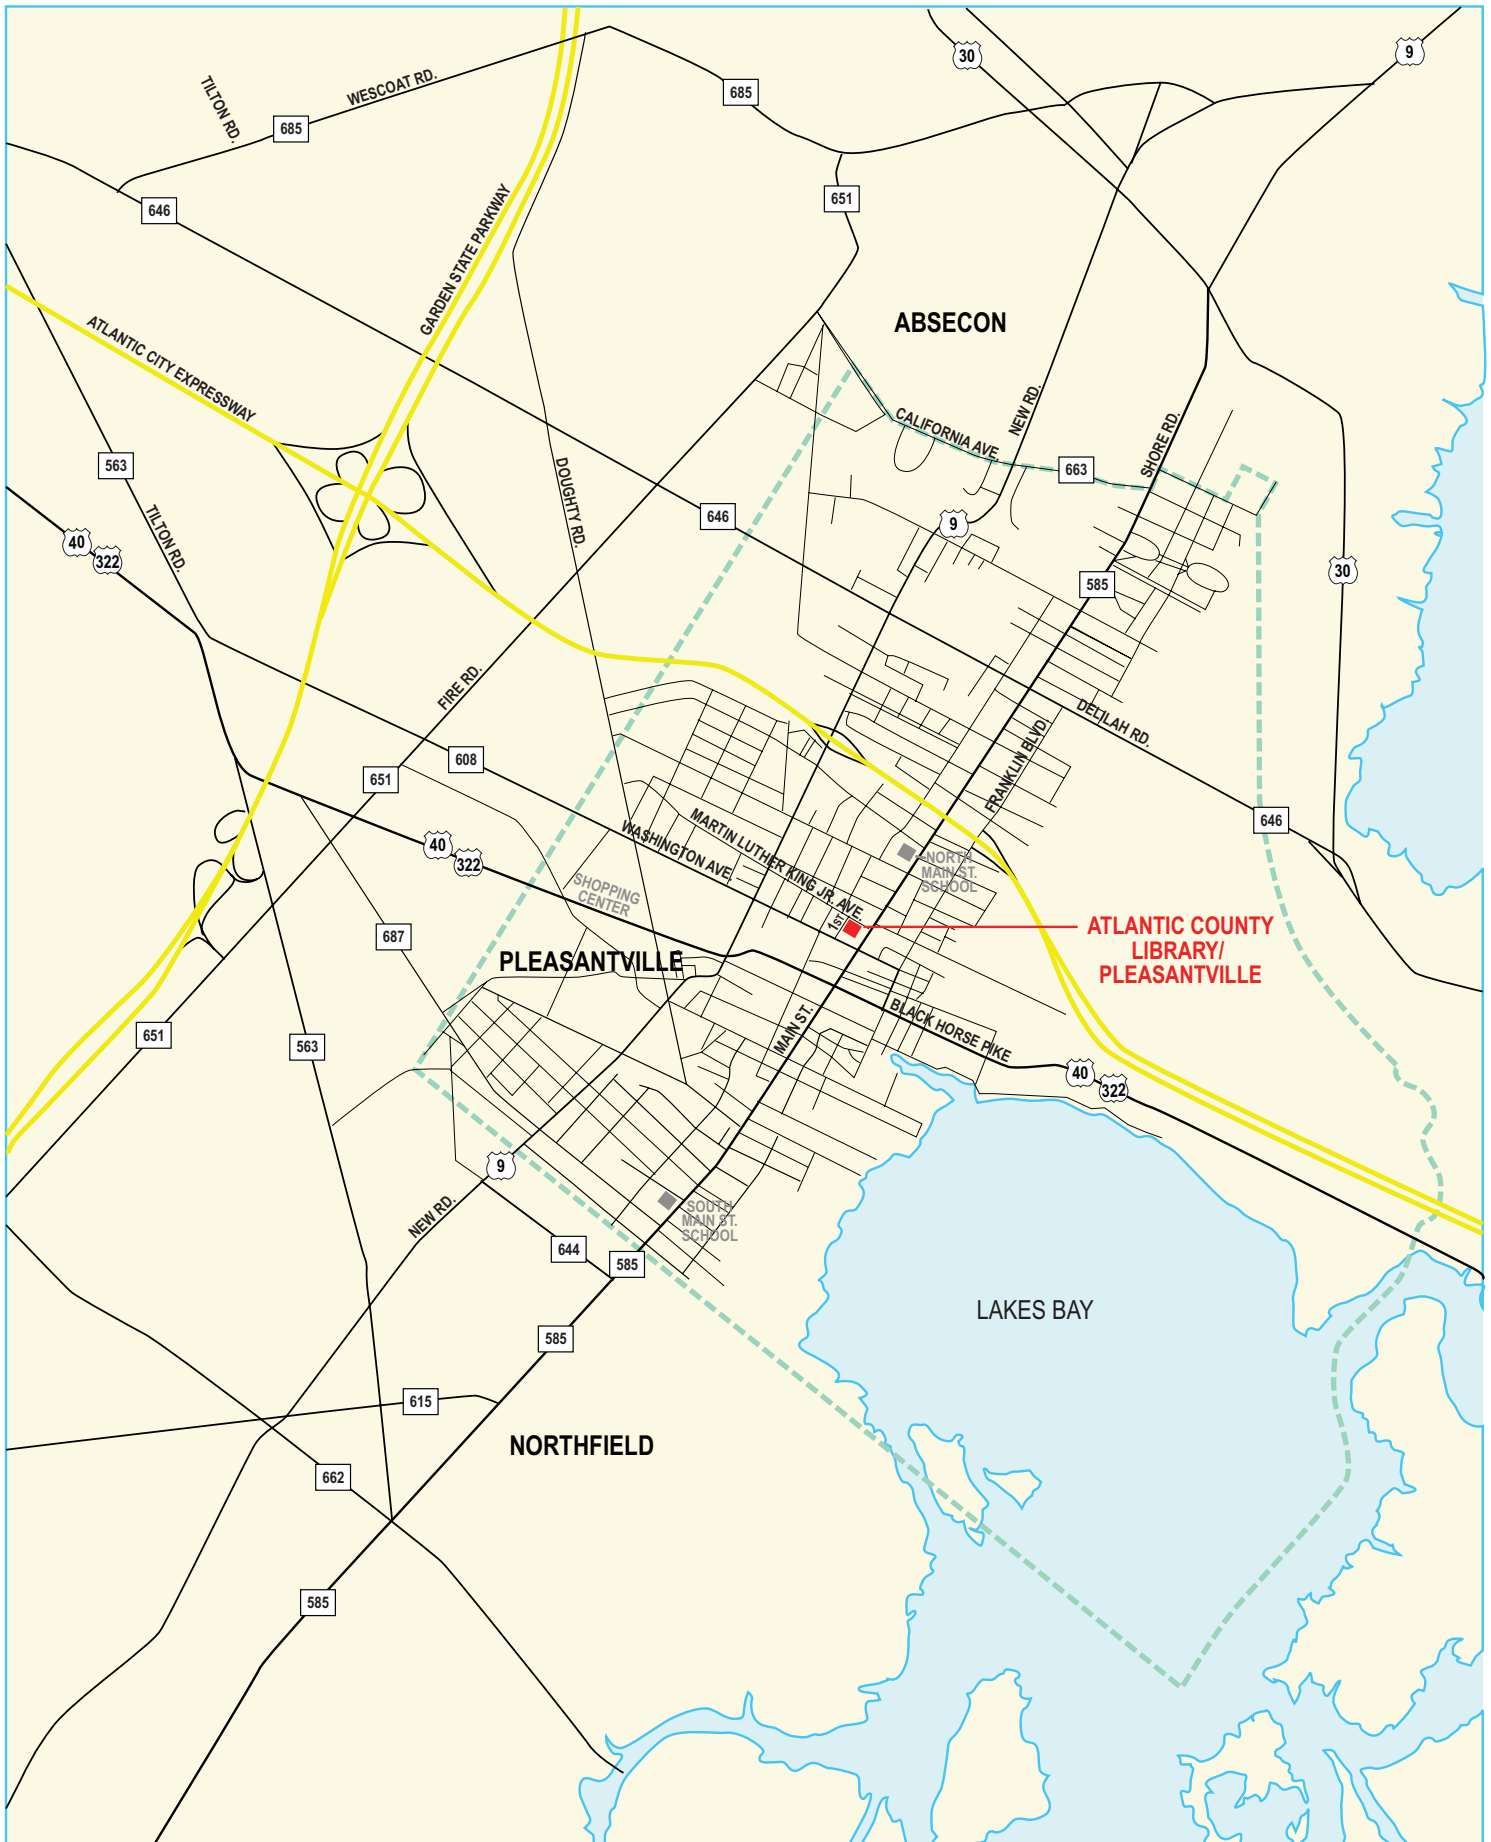 30
9
TILTON RD.
WESCOAT RD.
685
685
646
651
GARDEN STATE PARKWAY
ATLANTIC CITY EXPRESSWAY
ABSECON
NEW RD.
CALIFORNIA AVE.
SHORE RD.
663
563
TILTON RD.
DOUGHTY RD.
646
9
40
322
585
30
FIRE RD.
DELILAH RD.
FRANKLIN BLVD.
608
651
646
MARTIN LUTHER KING JR. AVE.
WASHINGTON AVE.
40
322
NORTH
MAIN ST.
SCHOOL
SHOPPING
CENTER
1ST
ATLANTIC COUNTY
LIBRARY/
PLEASANTVILLE
687
PLEASANTVILLE
651
563
MAIN ST.
BLACK HORSE PIKE
40
322
9
NEW RD.
SOUTH
MAIN ST.
SCHOOL
644
585
LAKES BAY
585
615
NORTHFIELD
662
585